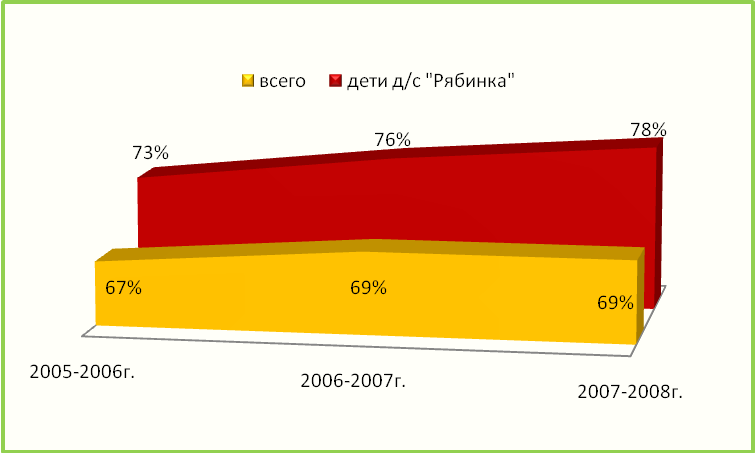 всего дети д/с "Рябинка"
73% 76% 78%
67% 69% 69%
2005-2006г. 2006-2007г. 2007-2008г.